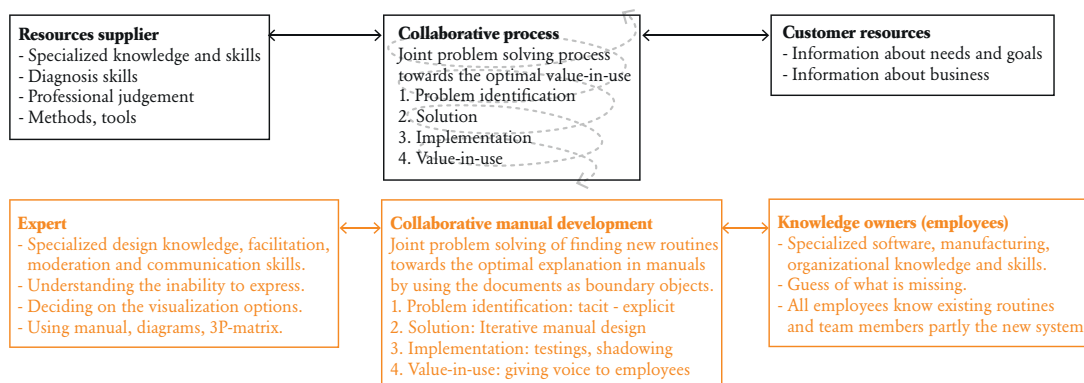 Resources supplier
- Specialized knowledge and skills
- Diagnosis skills
- Professional judgement
- Methods, tools
Collaborative process
Joint problem solving process
towards the optimal value-in-use
1. Problem identification
2. Solution
3. Implementation
4. Value-in-use
Customer resources
- Information about needs and goals
- Information about business
Expert
- Specialized design knowledge, facilitation,
moderation and communication skills.
- Understanding the inability to express.
- Deciding on the visualization options.
- Using manual, diagrams, 3P-matrix.
Collaborative manual development
Joint problem solving of finding new routines
towards the optimal explanation in manuals
by using the documents as boundary objects.
1. Problem identification: tacit - explicit
2. Solution: Iterative manual design
3. Implementation: testings, shadowing
4. Value-in-use: giving voice to employees
Knowledge owners (employees)
- Specialized software, manufacturing,
organizational knowledge and skills.
- Guess of what is missing.
- All employees know existing routines
and team members partly the new system.